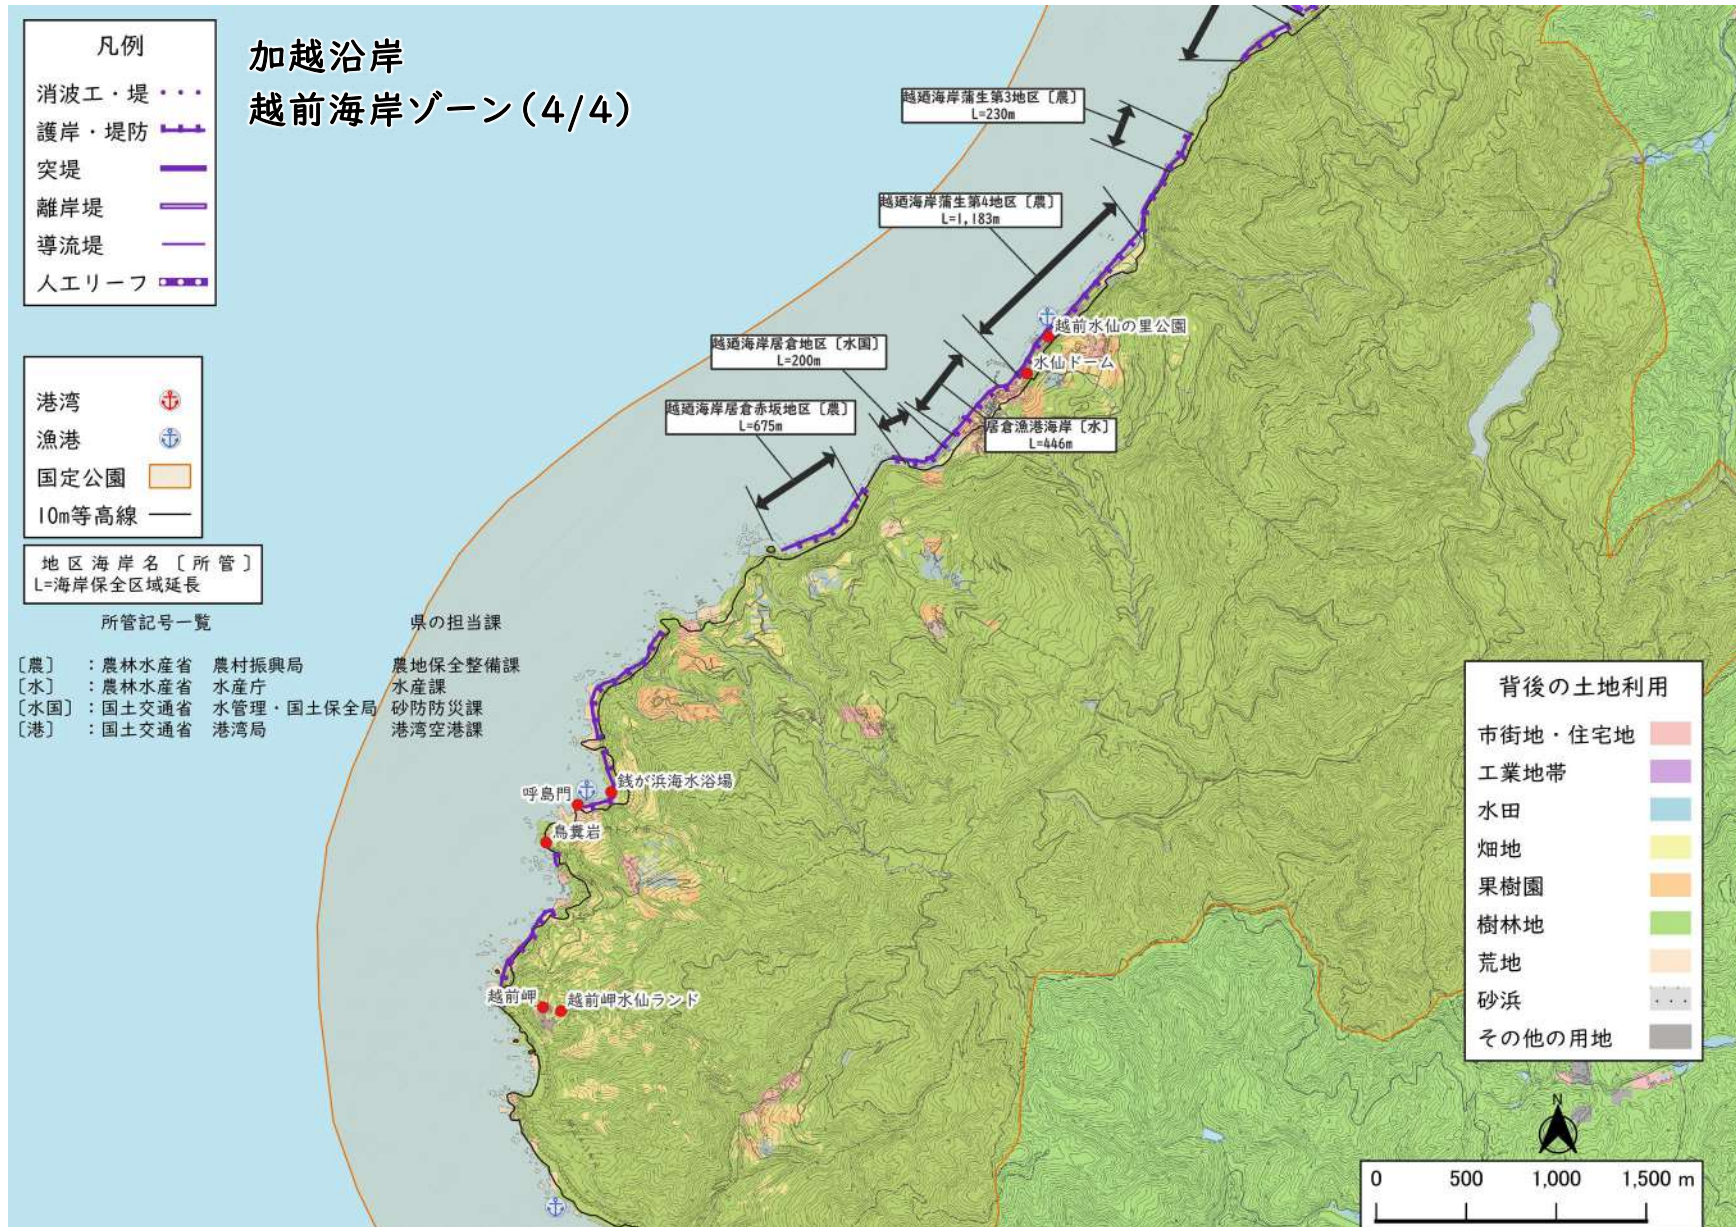 加越沿岸
越前海岸ゾーン(4/4)
凡例
消波工・堤
護岸・堤防
突堤
離岸堤
導流堤
人工リーフ
港湾
漁港
国定公園
10m等高線
地区海岸名〔所管〕
L=海岸保全区域延長
所管記号一覧 県の担当課
〔農〕 ：農林水産省 農村振興局 農地保全整備課
〔水〕 ：農林水産省 水産庁 水産課
〔水国〕：国土交通省 水管理・国土保全局 砂防防災課
〔港〕 ：国土交通省 港湾局 港湾空港課
越廼海岸蒲生第3地区〔農〕
L=230m
越廼海岸蒲生第4地区〔農〕
L=1,183m
越前水仙の里公園
水仙ドーム
越廼海岸居倉地区〔水国〕
L=200m
越廼海岸居倉赤坂地区〔農〕
L=675m
居倉漁港海岸〔水〕
L=446m
銭が浜海水浴場
呼鳥門
鳥糞岩
越前岬
越前岬水仙ランド
背後の土地利用
市街地・住宅地
工業地帯
水田
畑地
果樹園
樹林地
荒地
砂浜
その他の用地
N
0 500 1,000 1,500 m